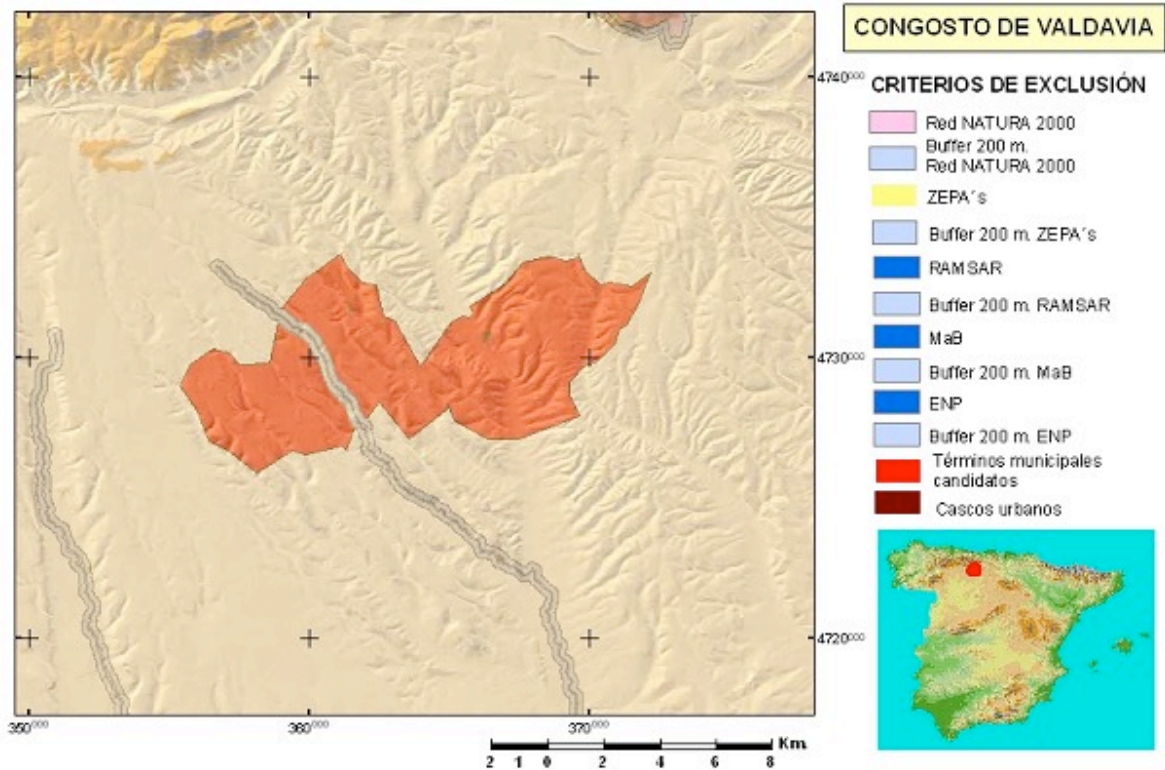 CONGOSTO DE VALDAVIA
CRITERIOS DE EXCLUSIÓN
Red NATURA 2000
Buffer 200 m.
Red NATURA 2000
ZEPA´s
Buffer 200 m. ZEPA´s
RAMSAR
Buffer 200 m. RAMSAR
MaB
Buffer 200 m. MaB
ENP
Buffer 200 m. ENP
Términos municipales
candidatos
Cascos urbanos
4740000
4730000
4720000
350000
360000
370000
2 1 0 2 4 6 8 Km.